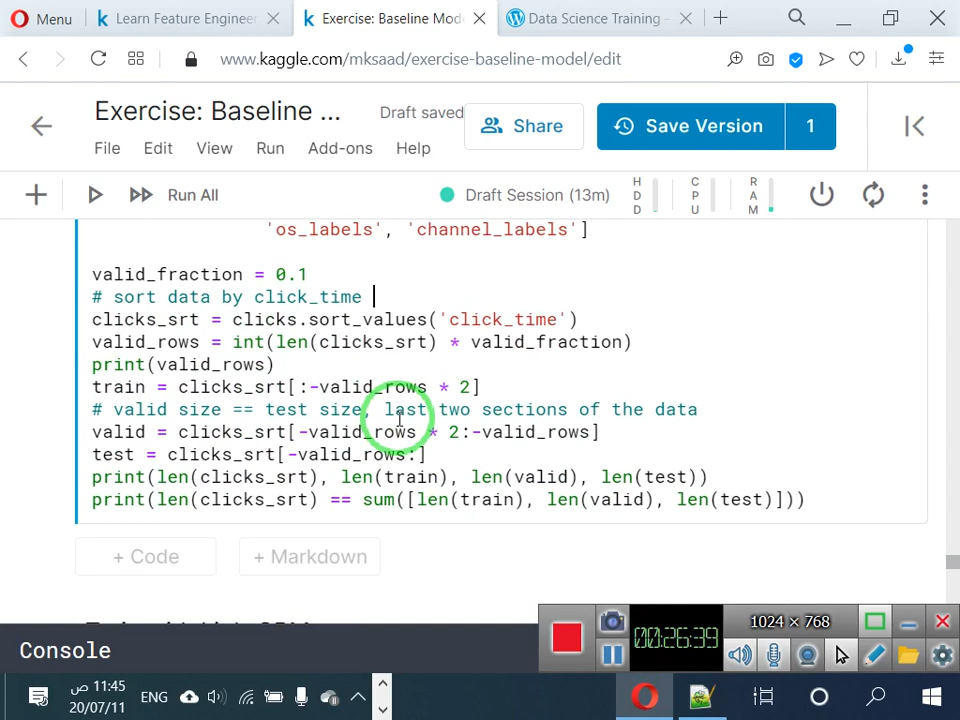 Menu
Learn Feature Engineer
Exercise: Baseline Mode
Data Science Training –
www.kaggle.com/mksaad/exercise-baseline-model/edit
Exercise: Baseline ...
Draft saved
Share
Save Version
1
File Edit View Run Add-ons Help
Run All
Draft Session (13m)
HDD
CPU
RAM
'os_labels', 'channel_labels']
valid_fraction = 0.1
# sort data by click_time
clicks_srt = clicks.sort_values('click_time')
valid_rows = int(len(clicks_srt) * valid_fraction)
print(valid_rows)
train = clicks_srt[:-valid_rows * 2]
# valid size == test size, last two sections of the data
valid = clicks_srt[-valid_rows * 2:-valid_rows]
test = clicks_srt[-valid_rows:]
print(len(clicks_srt), len(train), len(valid), len(test))
print(len(clicks_srt) == sum([len(train), len(valid), len(test)]))
+ Code
+ Markdown
Console
00:26:39
1024 × 768
11:45 ص
20/07/11
ENG